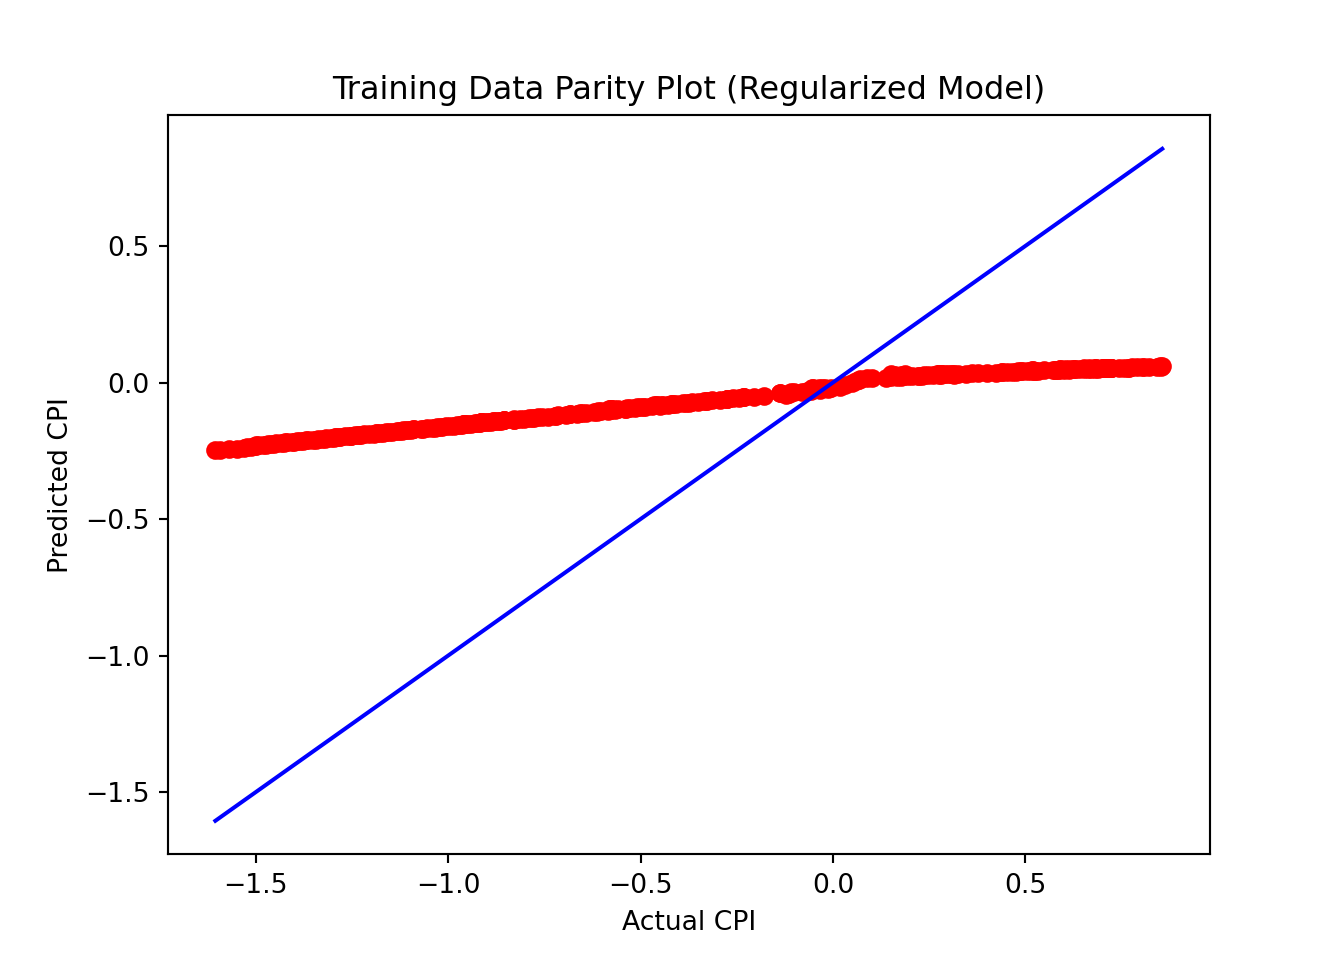 Training Data Parity Plot (Regularized Model)
0.5
0.0
−0.5
−1.0
−1.5
Predicted CPI
−1.5 −1.0 −0.5 0.0 0.5
Actual CPI